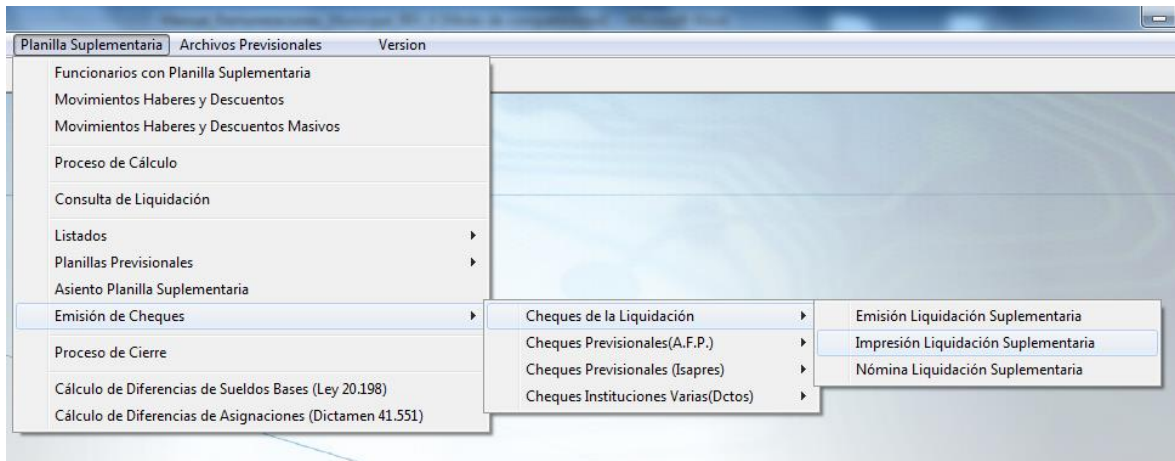 Planilla Suplementaria Archivos Previsionales Version
Funcionarios con Planilla Suplementaria
Movimientos Haberes y Descuentos
Movimientos Haberes y Descuentos Masivos
Proceso de Cálculo
Consulta de Liquidación
Listados
Planillas Previsionales
Asiento Planilla Suplementaria
Emisión de Cheques
Proceso de Cierre
Cálculo de Diferencias de Sueldos Bases (Ley 20.198)
Cálculo de Diferencias de Asignaciones (Dictamen 41.551)
Cheques de la Liquidación
Cheques Previsionales(A.F.P.)
Cheques Previsionales (Isapres)
Cheques Instituciones Varias(Dctos)
Emisión Liquidación Suplementaria
Impresión Liquidación Suplementaria
Nómina Liquidación Suplementaria